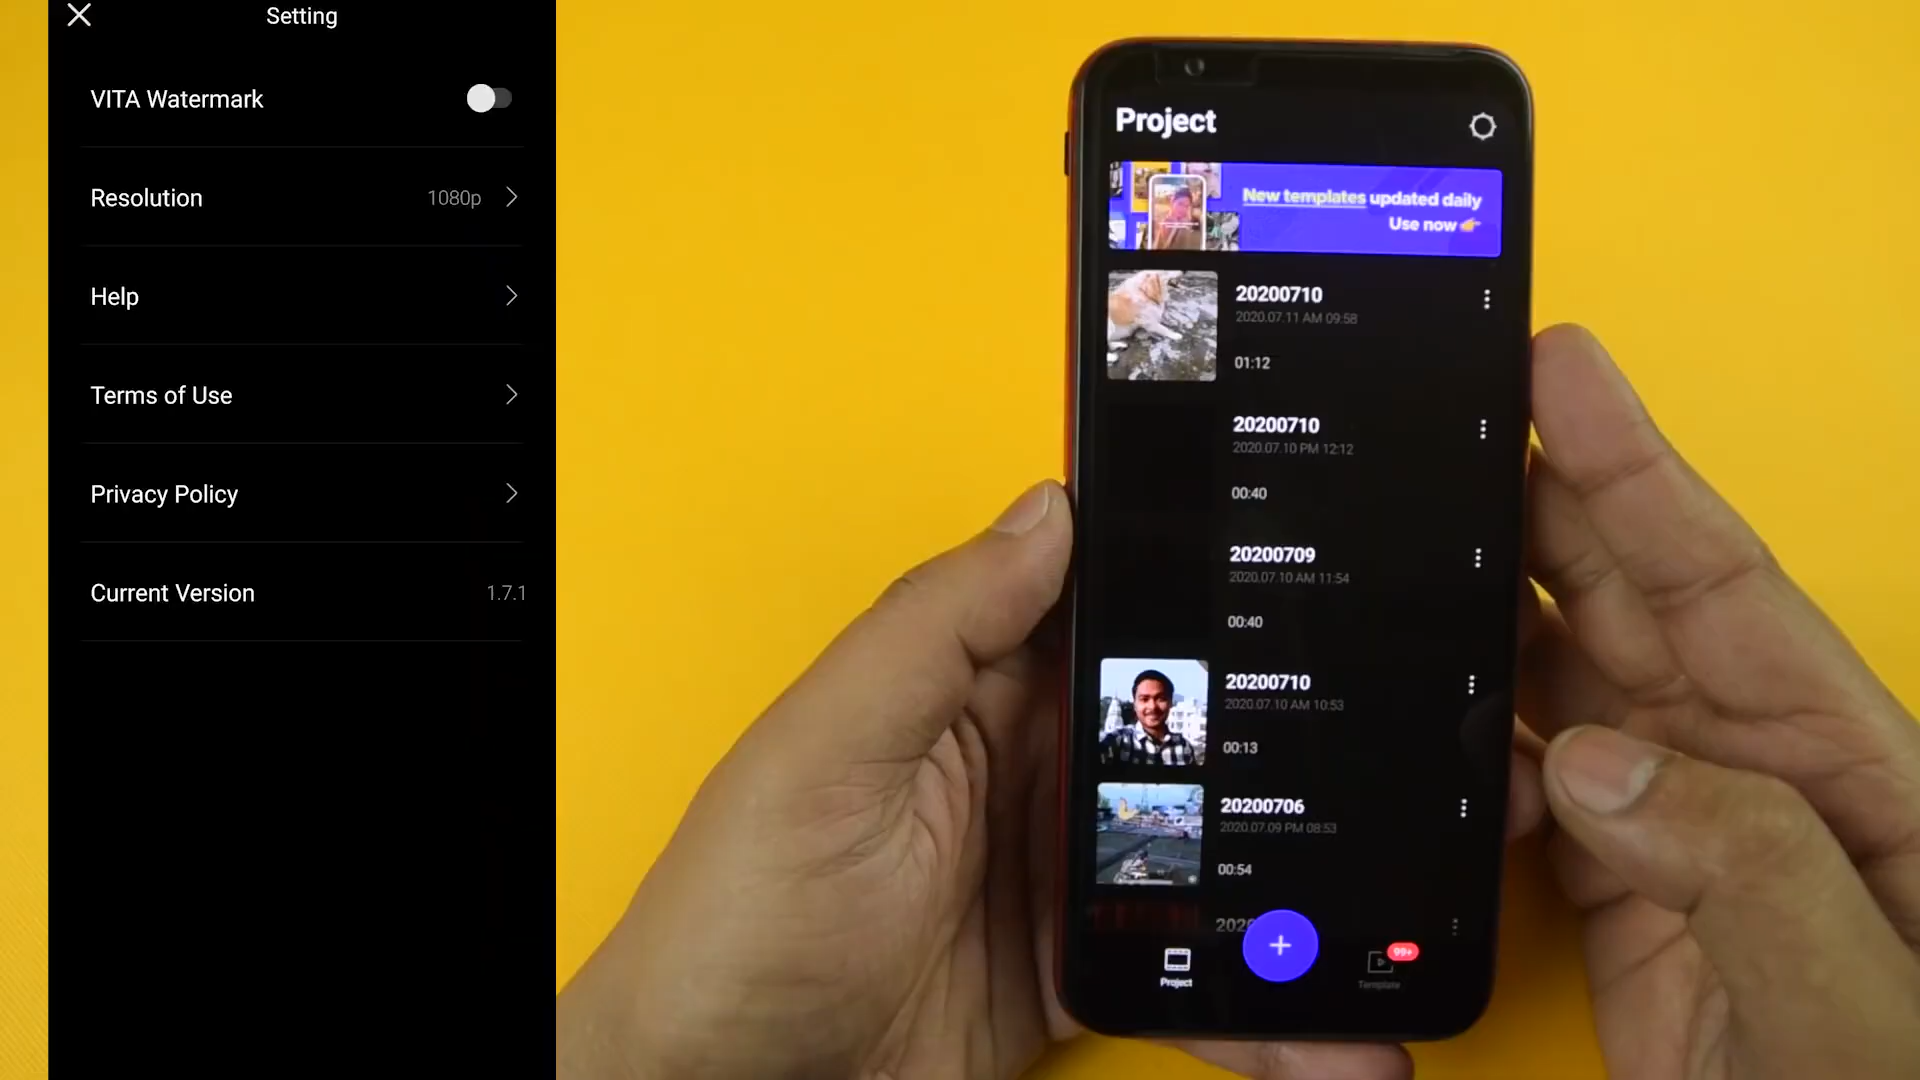 Setting
VITA Watermark
Resolution 1080p
Help
Terms of Use
Privacy Policy
Current Version 1.7.1
Project
New templates updated daily
Use now
20200710
2020.07.11 AM 09:58
01:12
20200710
2020.07.10 PM 12:12
00:40
20200709
2020.07.10 AM 11:54
00:40
20200710
2020.07.10 AM 10:53
00:13
20200706
2020.07.09 PM 08:53
00:54
99+
Project
Template